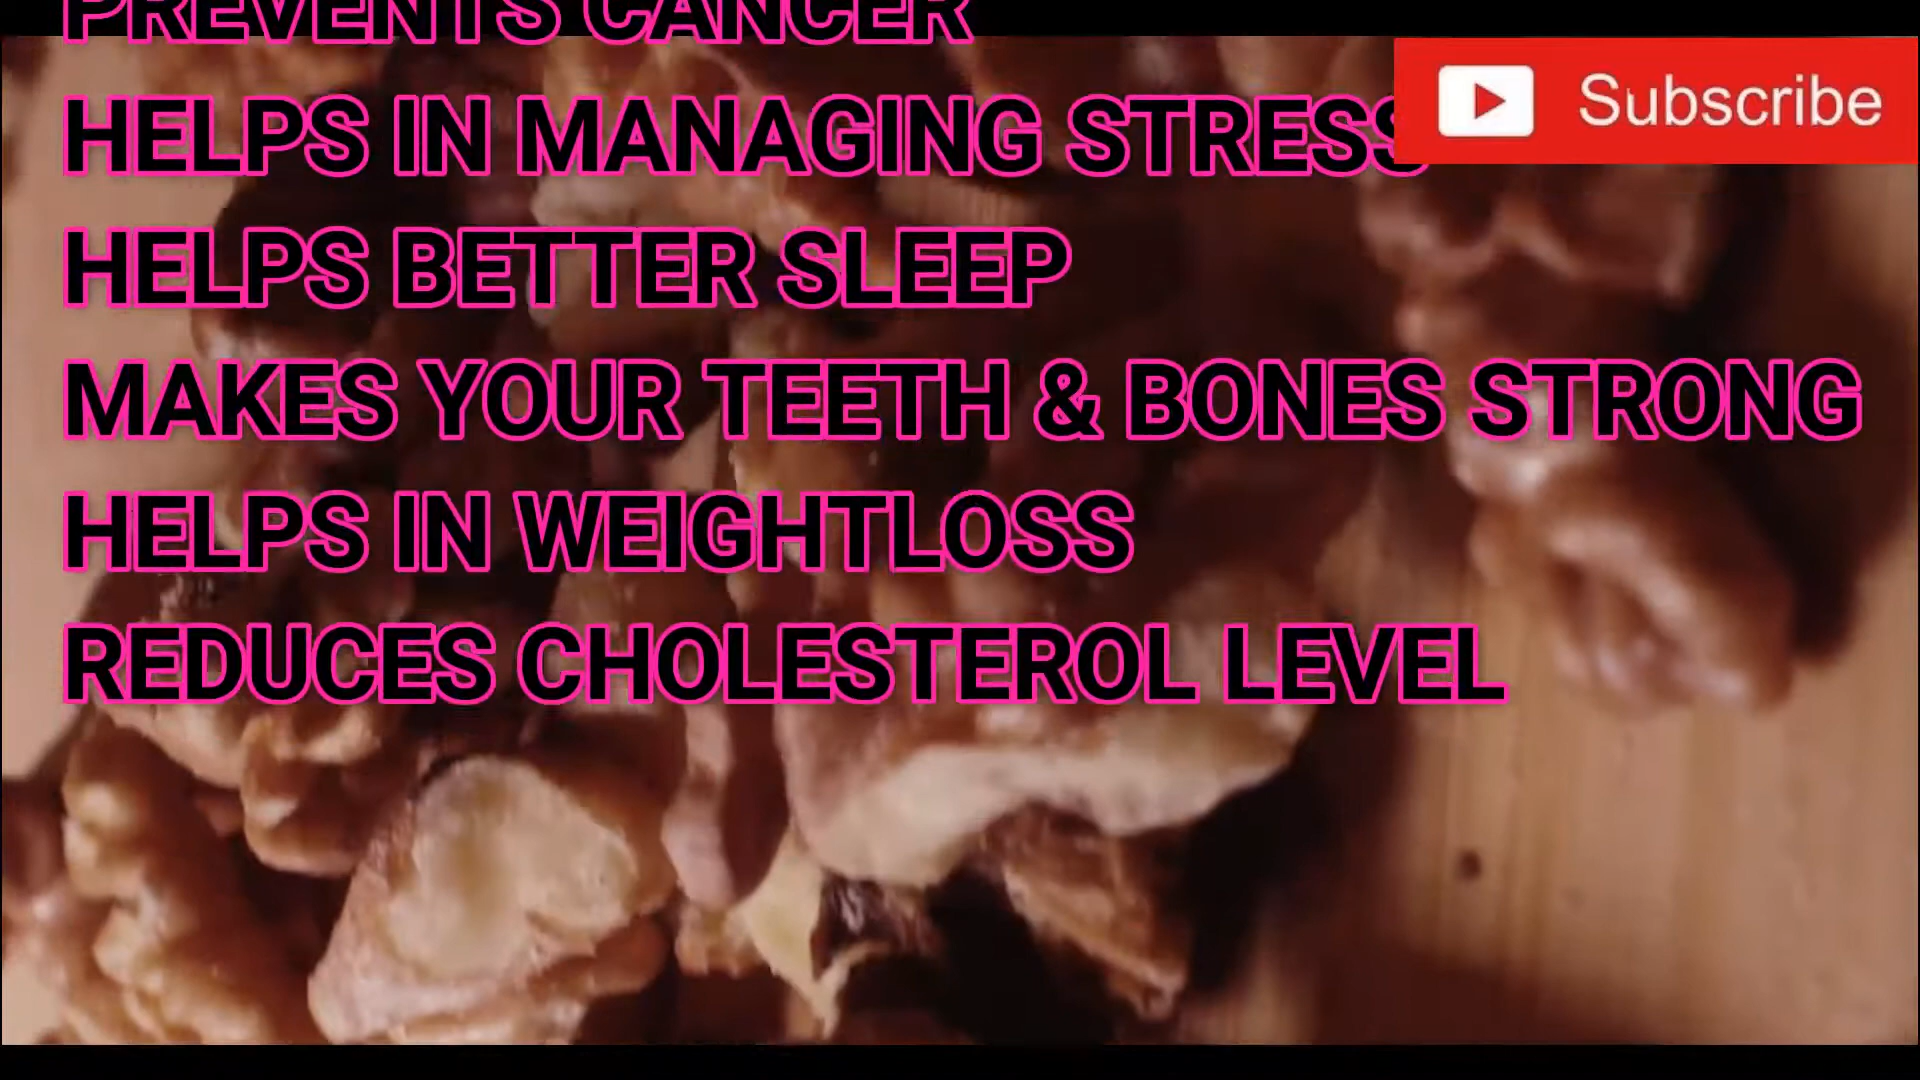 PREVENTS CANCER
HELPS IN MANAGING STRESS
Subscribe
HELPS BETTER SLEEP
MAKES YOUR TEETH & BONES STRONG
HELPS IN WEIGHTLOSS
REDUCES CHOLESTEROL LEVEL